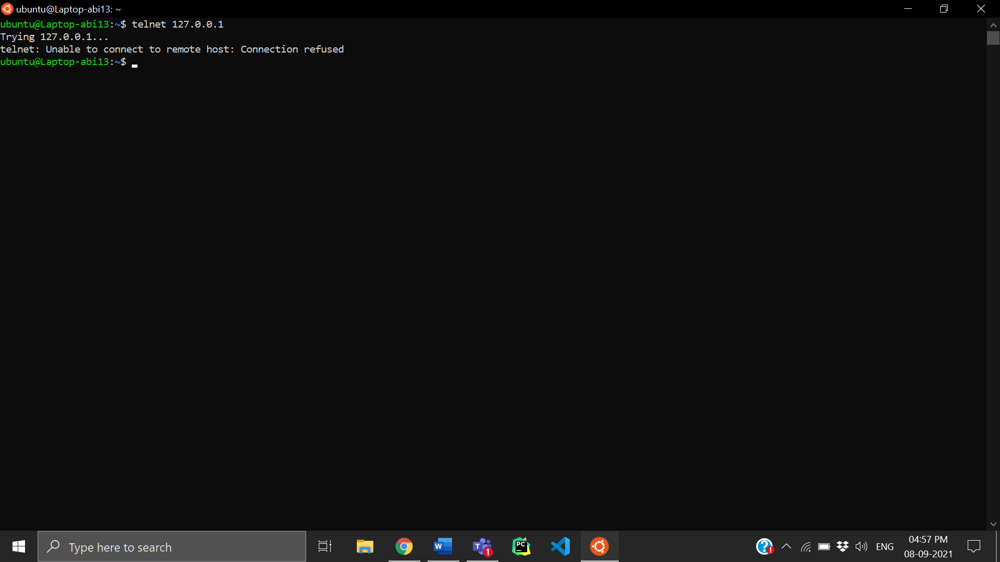 ubuntu@Laptop-abi13: ~
ubuntu@Laptop-abi13:~$ telnet 127.0.0.1
Trying 127.0.0.1...
telnet: Unable to connect to remote host: Connection refused
ubuntu@Laptop-abi13:~$
Type here to search
W
T
1
PC
?
!
ENG
04:57 PM
08-09-2021